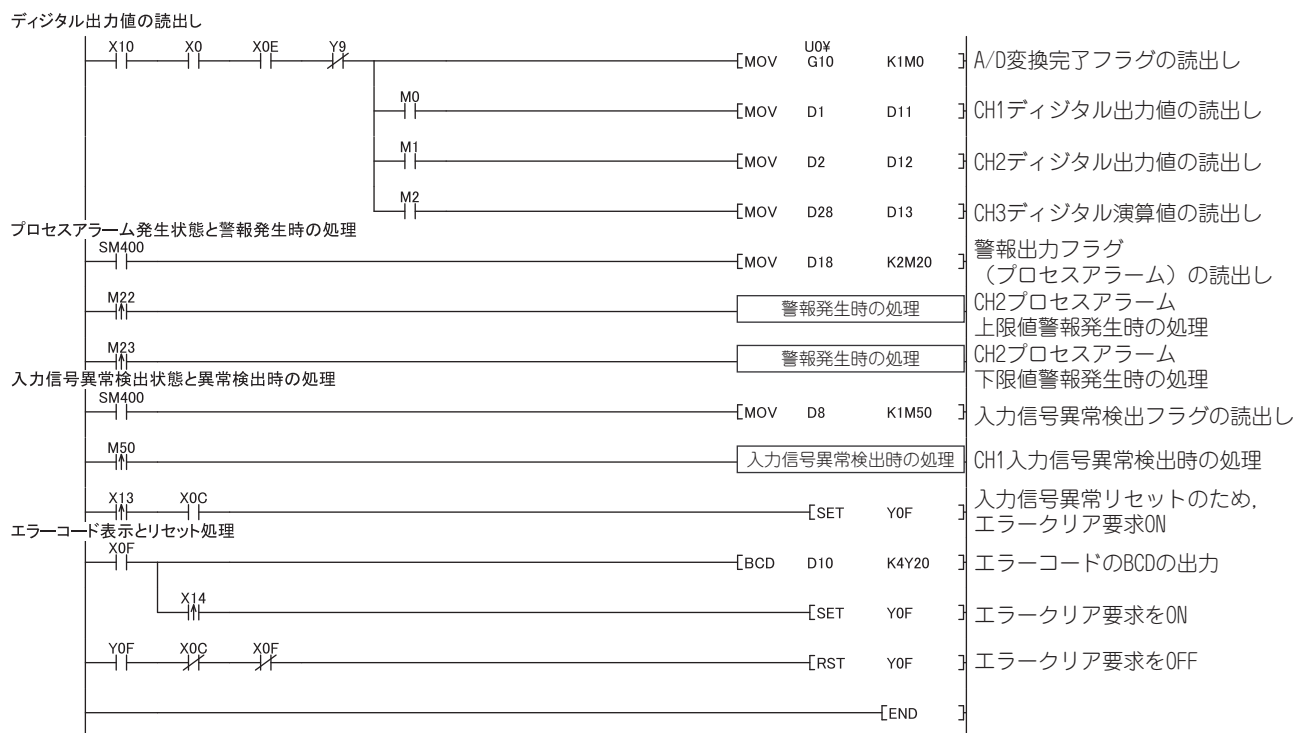 ディジタル出力値の読出し
X10 X0 X0E Y9
MOV U0¥G10 K1M0 A/D変換完了フラグの読出し
M0
MOV D1 D11 CH1ディジタル出力値の読出し
M1
MOV D2 D12 CH2ディジタル出力値の読出し
M2
MOV D28 D13 CH3ディジタル演算値の読出し
プロセスアラーム発生状態と警報発生時の処理
SM400
MOV D18 K2M20 警報出力フラグ
（プロセスアラーム）の読出し
M22
警報発生時の処理 CH2プロセスアラーム
上限値警報発生時の処理
M23
警報発生時の処理 CH2プロセスアラーム
下限値警報発生時の処理
入力信号異常検出状態と異常検出時の処理
SM400
MOV D8 K1M50 入力信号異常検出フラグの読出し
M50
入力信号異常検出時の処理 CH1入力信号異常検出時の処理
X13 X0C
SET Y0F 入力信号異常リセットのため,
エラークリア要求ON
エラーコード表示とリセット処理
X0F
BCD D10 K4Y20 エラーコードのBCDの出力
X14
SET Y0F エラークリア要求をON
Y0F X0C X0F
RST Y0F エラークリア要求をOFF
END